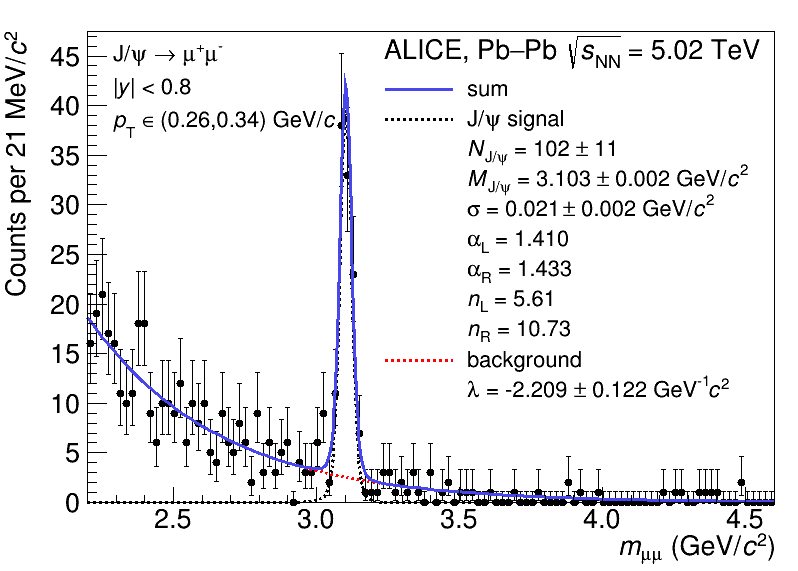 ALICE, Pb–Pb √sNN = 5.02 TeV
J/ψ → μ⁺μ⁻
|y| < 0.8
pT ∈ (0.26,0.34) GeV/c
sum
J/ψ signal
NJ/ψ = 102 ± 11
MJ/ψ = 3.103 ± 0.002 GeV/c²
σ = 0.021 ± 0.002 GeV/c²
αL = 1.410
αR = 1.433
nL = 5.61
nR = 10.73
background
λ = -2.209 ± 0.122 GeV⁻¹c²
Counts per 21 MeV/c²
45
40
35
30
25
20
15
10
5
0
2.5 3.0 3.5 4.0 4.5
mμμ (GeV/c²)